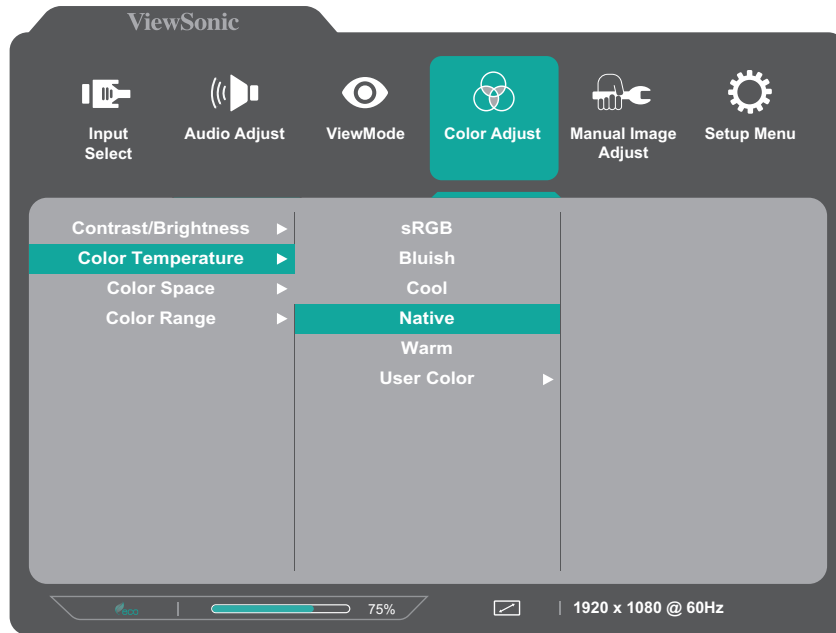 ViewSonic
Input
Select
Audio Adjust
ViewMode
Color Adjust
Manual Image
Adjust
Setup Menu
Contrast/Brightness
Color Temperature
Color Space
Color Range
sRGB
Bluish
Cool
Native
Warm
User Color
eco
75%
1920 x 1080 @ 60Hz